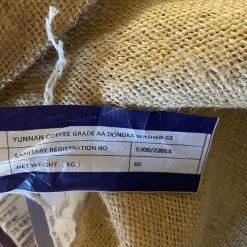 YUNNAN COFFEE GRADE AA DONGKA WASHED G1
SANITARY REGISTRATION NO 5300/22013
NET WEIGHT ( KG ) 60